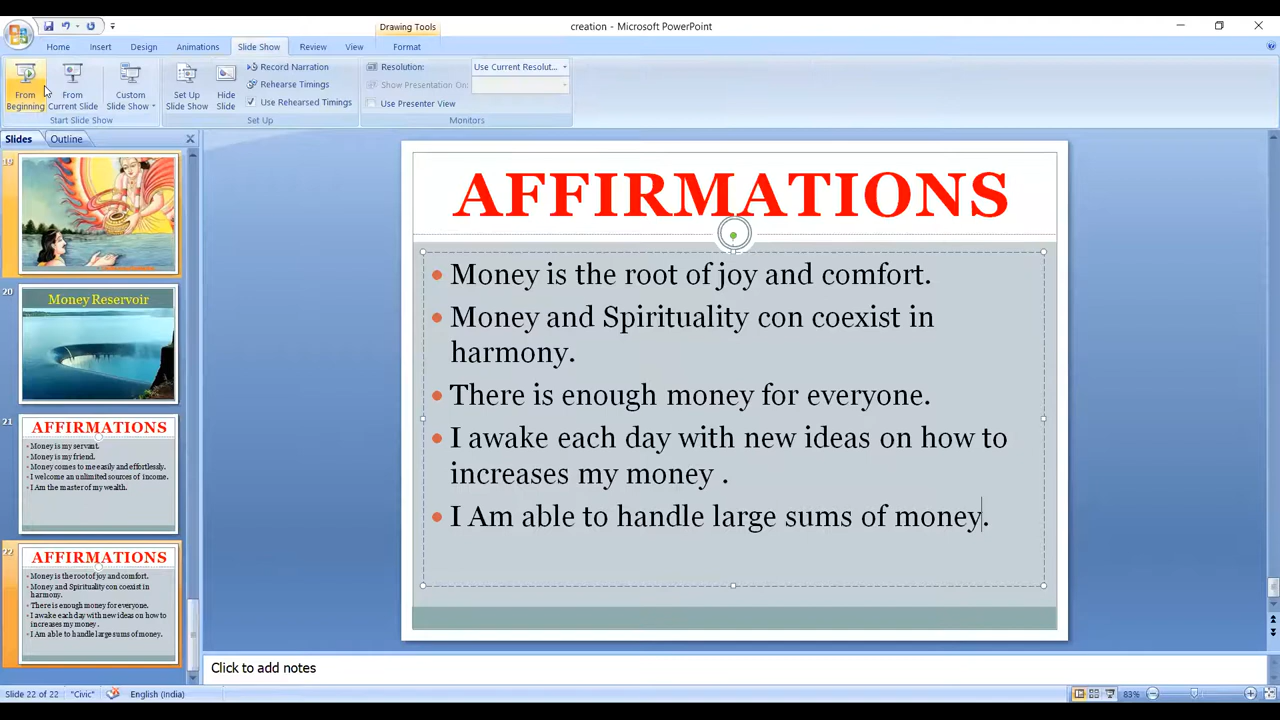 creation - Microsoft PowerPoint
Drawing Tools
Home Insert Design Animations Slide Show Review View Format
From Beginning
From Current Slide
Custom Slide Show
Start Slide Show
Set Up Slide Show
Hide Slide
Record Narration
Rehearse Timings
Use Rehearsed Timings
Set Up
Resolution: Use Current Resolut...
Show Presentation On:
Use Presenter View
Monitors
Slides Outline
19
20
Money Reservoir
21
AFFIRMATIONS
Money is my servant.
Money is my friend.
Money comes to me easily and effortlessly.
I welcome an unlimited sources of income.
I Am the master of my wealth.
22
AFFIRMATIONS
Money is the root of joy and comfort.
Money and Spirituality con coexist in
harmony.
There is enough money for everyone.
I awake each day with new ideas on how to
increases my money .
I Am able to handle large sums of money.
AFFIRMATIONS
Money is the root of joy and comfort.
Money and Spirituality con coexist in
harmony.
There is enough money for everyone.
I awake each day with new ideas on how to
increases my money .
I Am able to handle large sums of money.
Click to add notes
Slide 22 of 22 "Civic" English (India) 83%